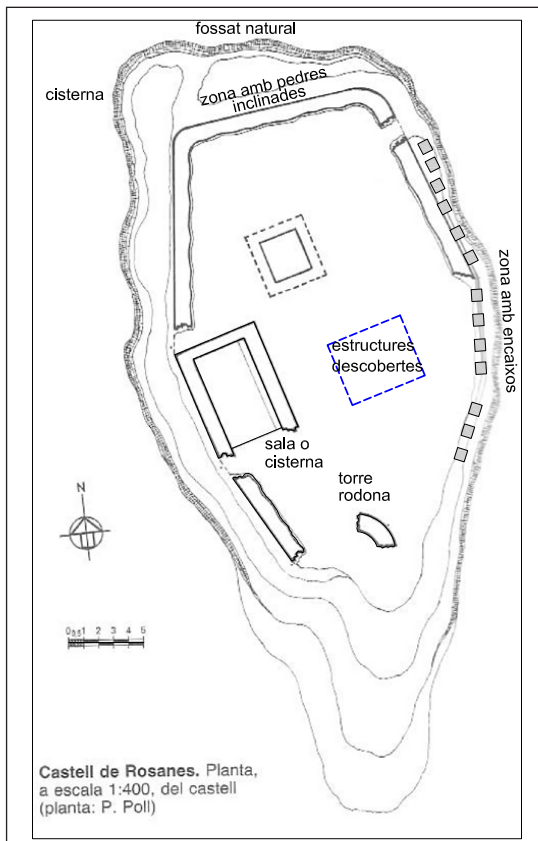 fossat natural
cisterna
zona amb pedres
inclinades
zona amb encaixos
estructures
descobertes
sala o
cisterna
torre
rodona
N
0 0,5 1 2 3 4 5
Castell de Rosanes. Planta,
a escala 1:400, del castell
(planta: P. Poll)